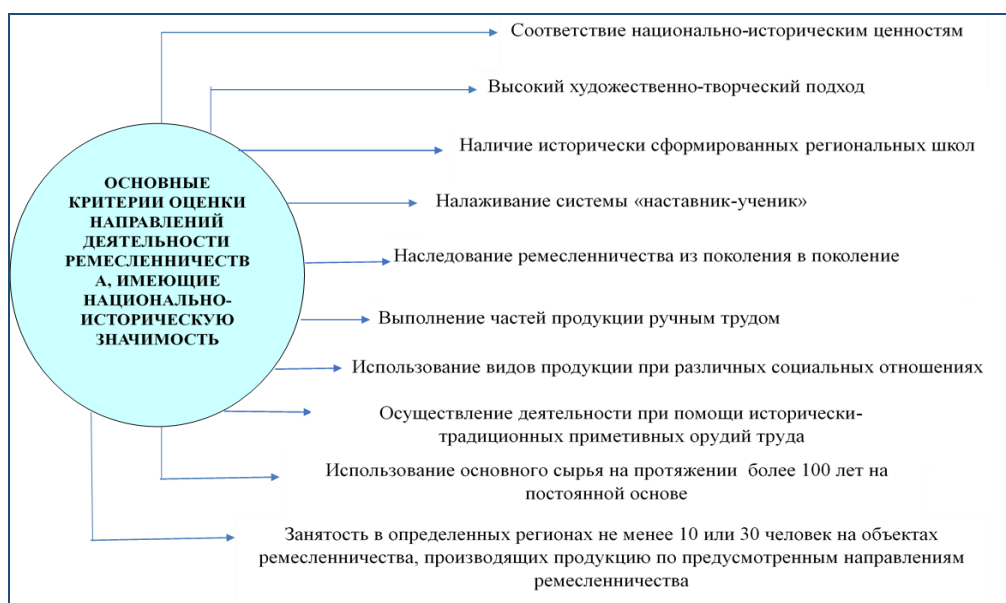 ОСНОВНЫЕ
КРИТЕРИИ ОЦЕНКИ
НАПРАВЛЕНИЙ
ДЕЯТЕЛЬНОСТИ
РЕМЕСЛЕННИЧЕСТВ
А, ИМЕЮЩИЕ
НАЦИОНАЛЬНО-
ИСТОРИЧЕСКУЮ
ЗНАЧИМОСТЬ
Соответствие национально-историческим ценностям
Высокий художественно-творческий подход
Наличие исторически сформированных региональных школ
Налаживание системы «наставник-ученик»
Наследование ремесленничества из поколения в поколение
Выполнение частей продукции ручным трудом
Использование видов продукции при различных социальных отношениях
Осуществление деятельности при помощи исторически-
традиционных приметивных орудий труда
Использование основного сырья на протяжении более 100 лет на
постоянной основе
Занятость в определенных регионах не менее 10 или 30 человек на объектах
ремесленничества, производящих продукцию по предусмотренным направлениям
ремесленничества